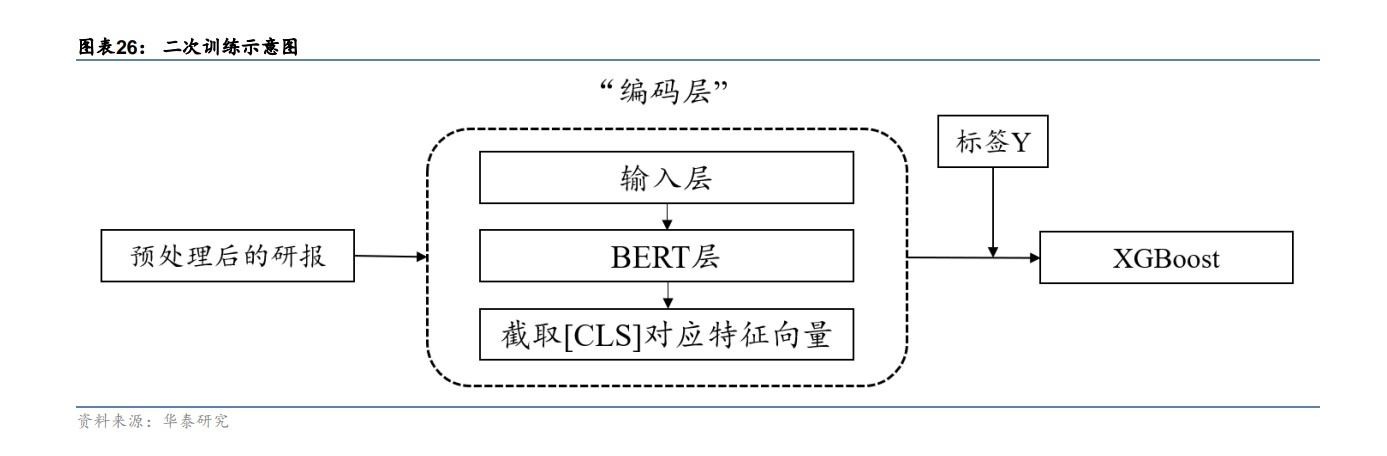 图表26： 二次训练示意图
“编码层”
标签Y
输入层
预处理后的研报
BERT层
XGBoost
截取[CLS]对应特征向量
资料来源：华泰研究